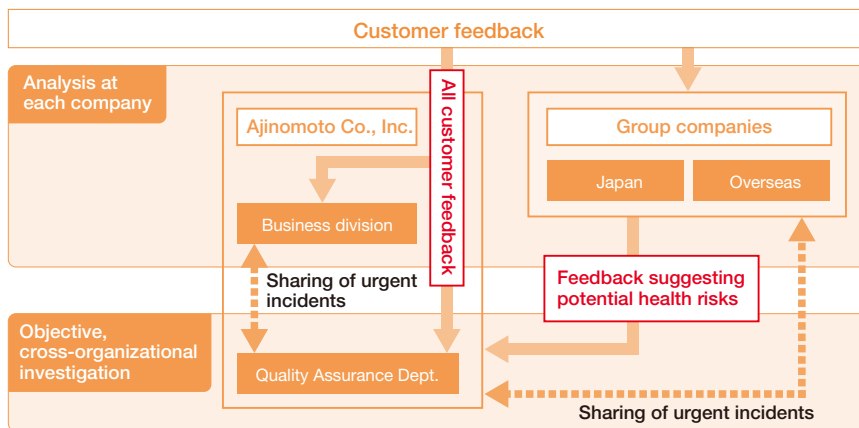 Customer feedback
Analysis at
each company
Ajinomoto Co., Inc.
All customer feedback
Group companies
Japan
Overseas
Business division
Sharing of urgent
incidents
Feedback suggesting
potential health risks
Objective,
cross-organizational
investigation
Quality Assurance Dept.
Sharing of urgent incidents